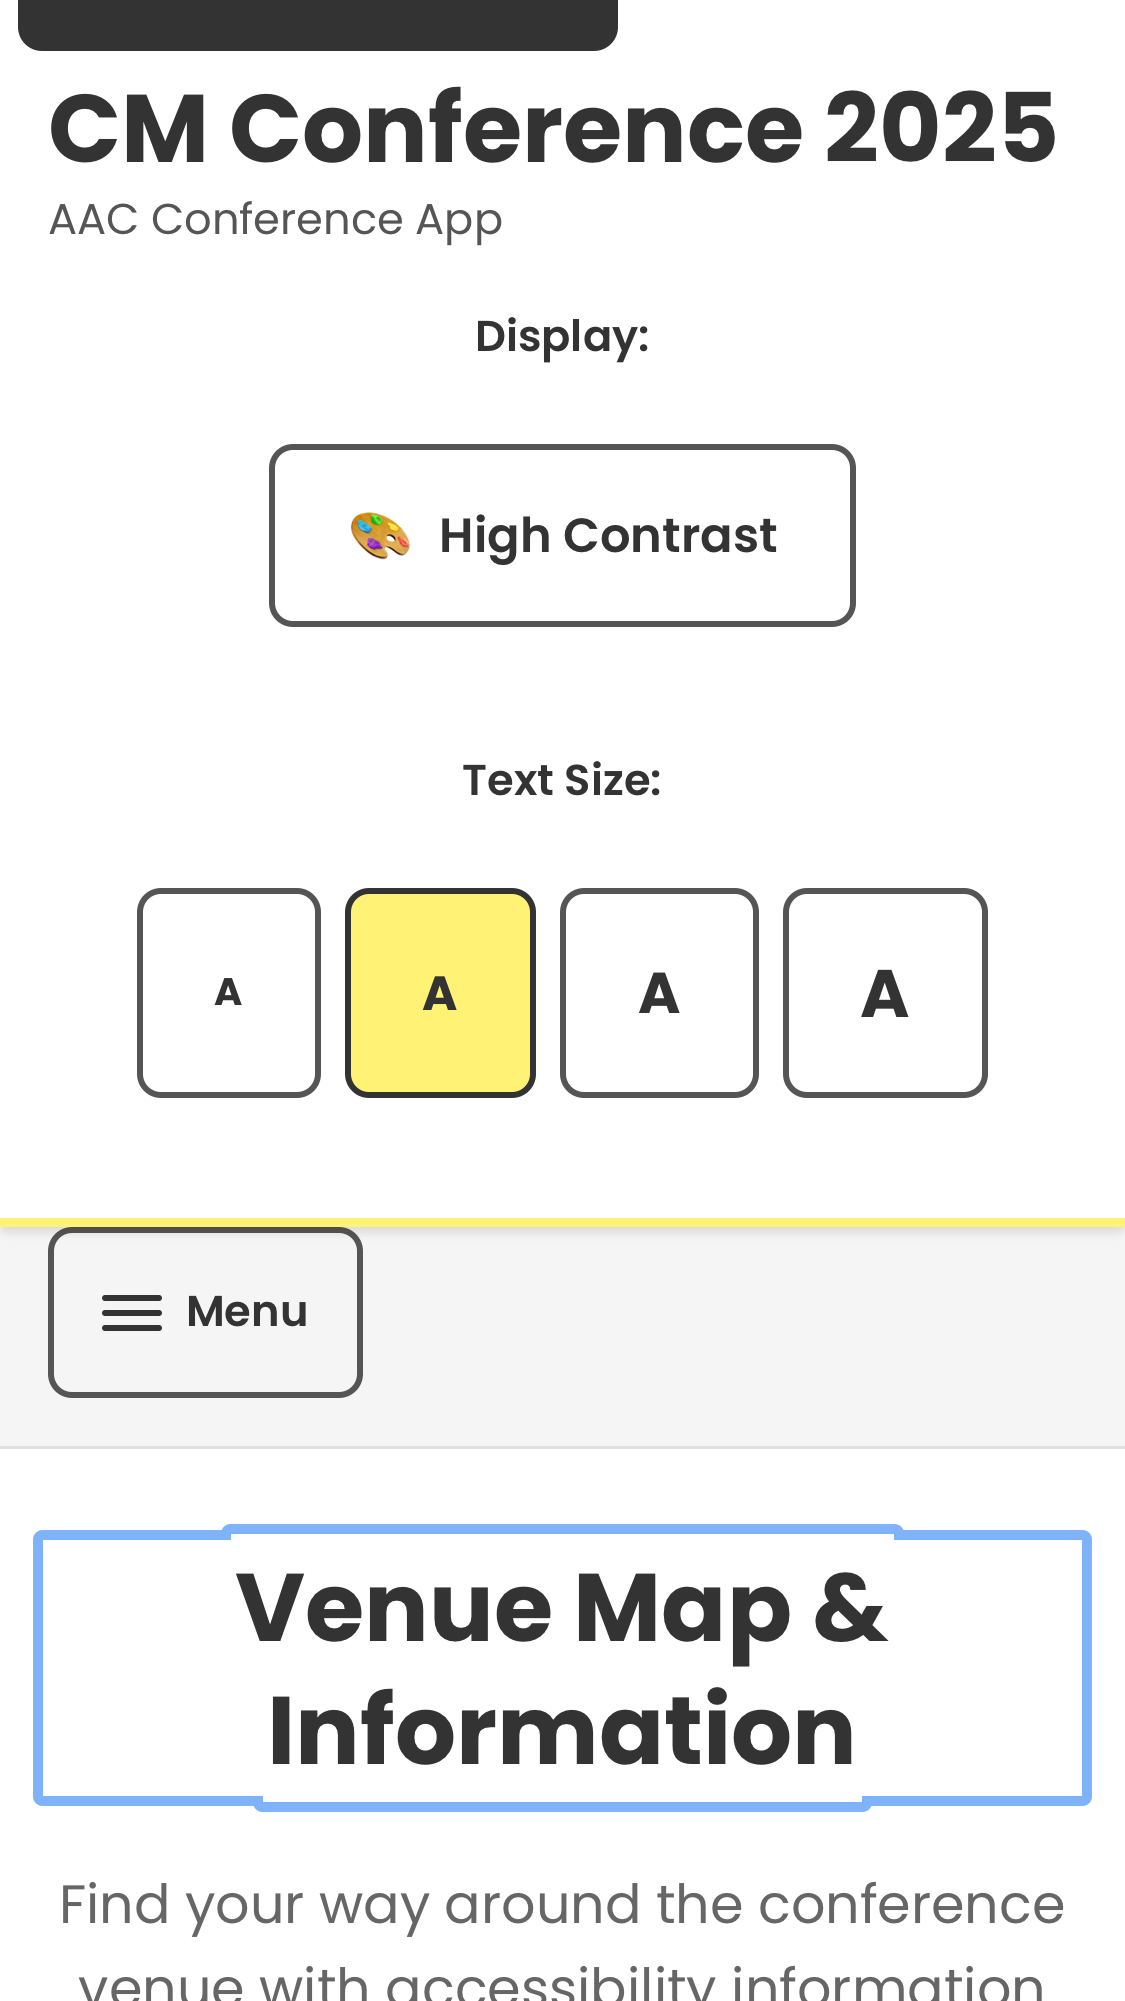 CM Conference 2025
AAC Conference App
Display:
High Contrast
Text Size:
A A A A
Menu
Venue Map &
Information
Find your way around the conference
venue with accessibility information